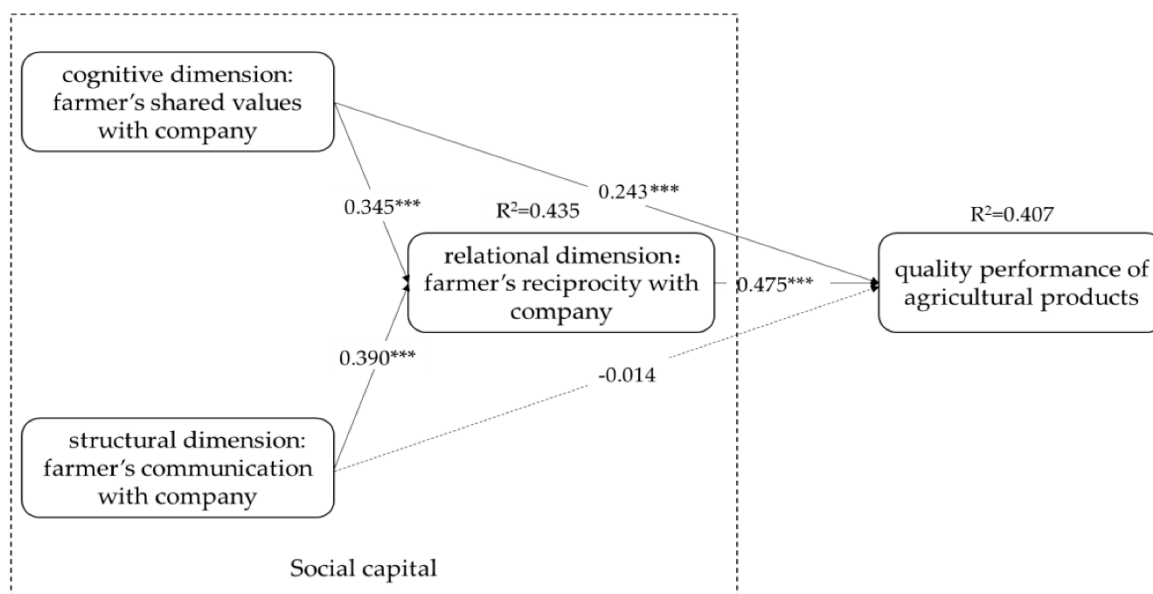 cognitive dimension:
farmer’s shared values
with company
0.243***
0.345***
R²=0.435
R²=0.407
relational dimension:
farmer’s reciprocity with
company
0.475***
quality performance of
agricultural products
0.390***
-0.014
structural dimension:
farmer’s communication
with company
Social capital